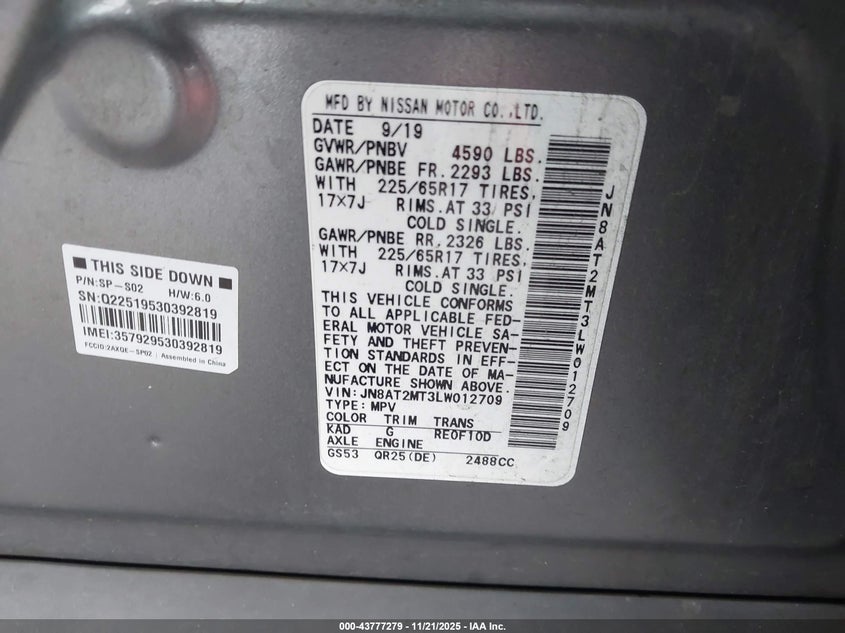 MFD BY NISSAN MOTOR CO.,LTD.
DATE 9/19
GVWR/PNBV 4590 LBS.
GAWR/PNBE FR. 2293 LBS.
WITH 225/65R17 TIRES,
17×7J RIMS.AT 33 PSI
COLD SINGLE.
GAWR/PNBE RR. 2326 LBS.
WITH 225/65R17 TIRES,
17×7J RIMS.AT 33 PSI
COLD SINGLE.
THIS VEHICLE CONFORMS
TO ALL APPLICABLE FED-
ERAL MOTOR VEHICLE SA-
FETY AND THEFT PREVEN-
TION STANDARDS IN EFF-
ECT ON THE DATE OF MA-
NUFACTURE SHOWN ABOVE.
VIN:JN8AT2MT3LW012709
TYPE:MPV
COLOR TRIM TRANS
KAD G RE0F10D
AXLE ENGINE
GS53 QR25(DE) 2488CC
JN8AT2MT3LW012709
THIS SIDE DOWN
P/N:SP-S02 H/W:6.0
SN:Q22519530392819
IMEI:357929530392819
FCCID:2AXQE-SP02 Assembled in China
000-43777279 - 11/21/2025 - IAA Inc.